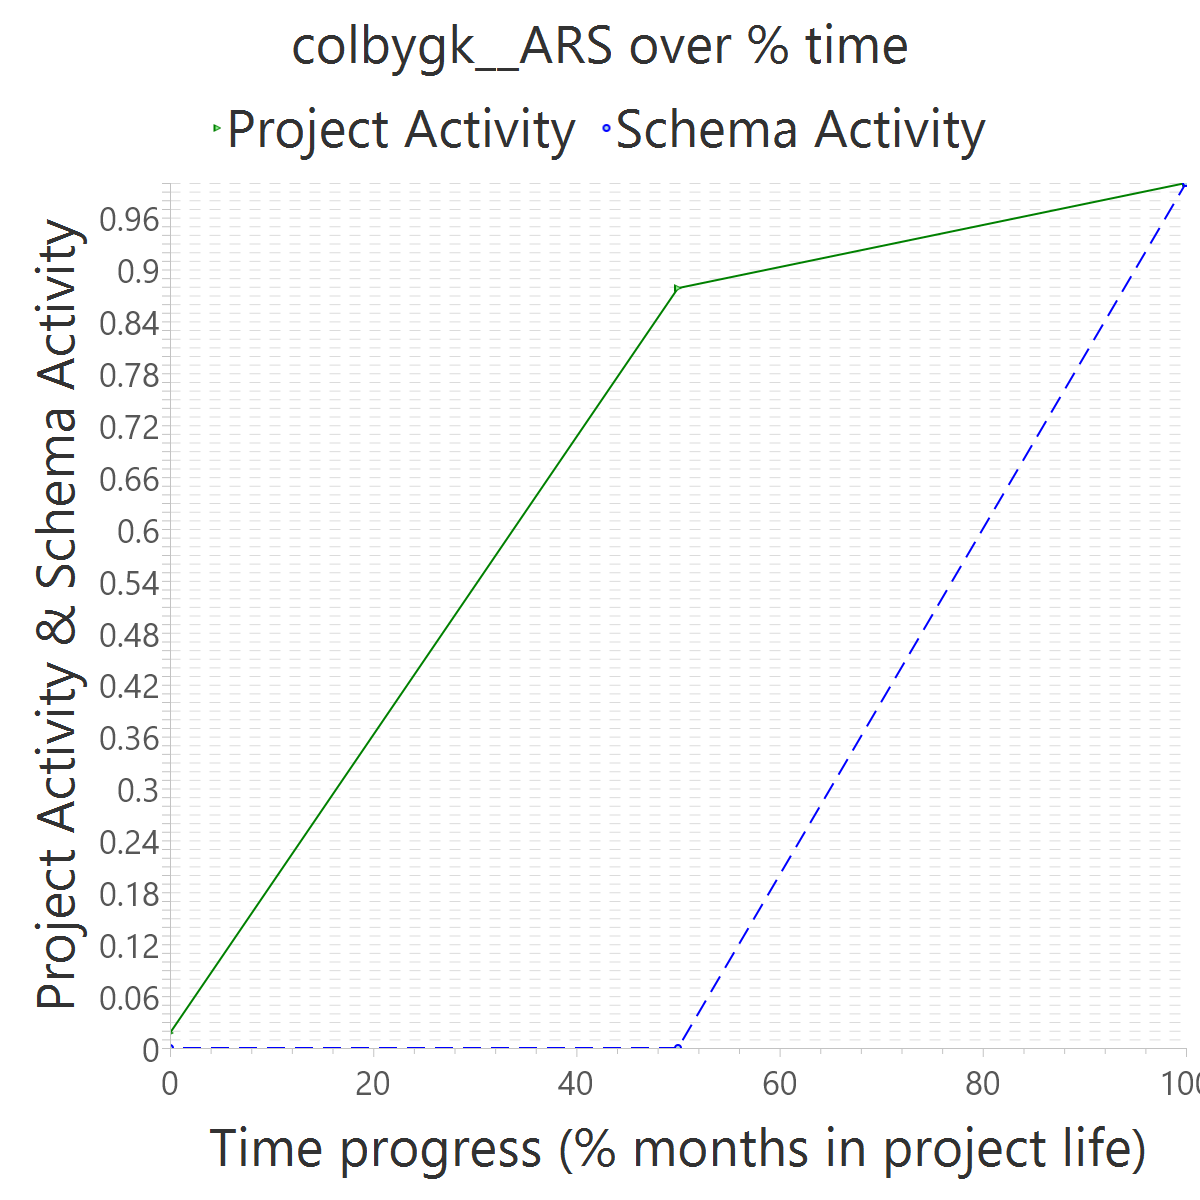 colbygk__ARS over % time
Project Activity
Schema Activity
Project Activity & Schema Activity
0.96
0.9
0.84
0.78
0.72
0.66
0.6
0.54
0.48
0.42
0.36
0.3
0.24
0.18
0.12
0.06
0
0 20 40 60 80 100
Time progress (% months in project life)